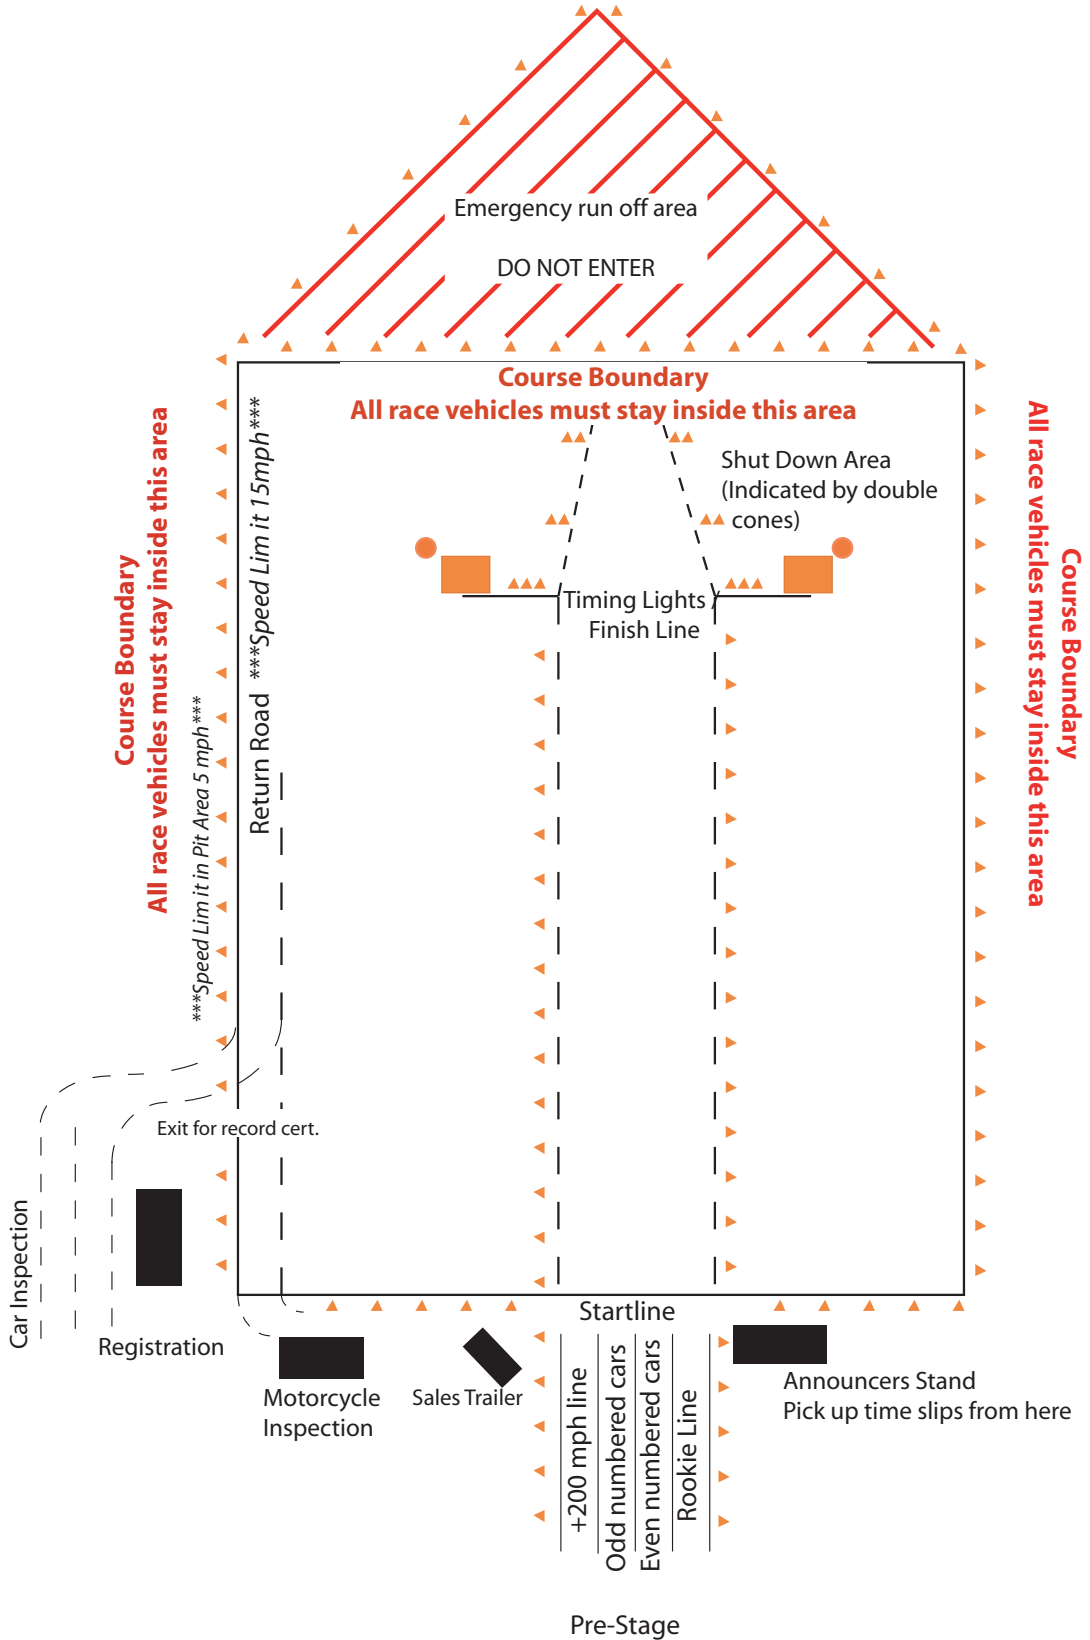 Emergency run off area
DO NOT ENTER
Course Boundary
All race vehicles must stay inside this area
Shut Down Area
(Indicated by double
cones)
Course Boundary
All race vehicles must stay inside this area
***Speed Lim it in Pit Area 5 mph***
Return Road ***Speed Lim it 15mph***
Timing Lights /
Finish Line
Course Boundary
All race vehicles must stay inside this area
Exit for record cert.
Car Inspection
Registration
Startline
Motorcycle
Inspection
Sales Trailer
+200 mph line
Odd numbered cars
Even numbered cars
Rookie Line
Announcers Stand
Pick up time slips from here
Pre-Stage